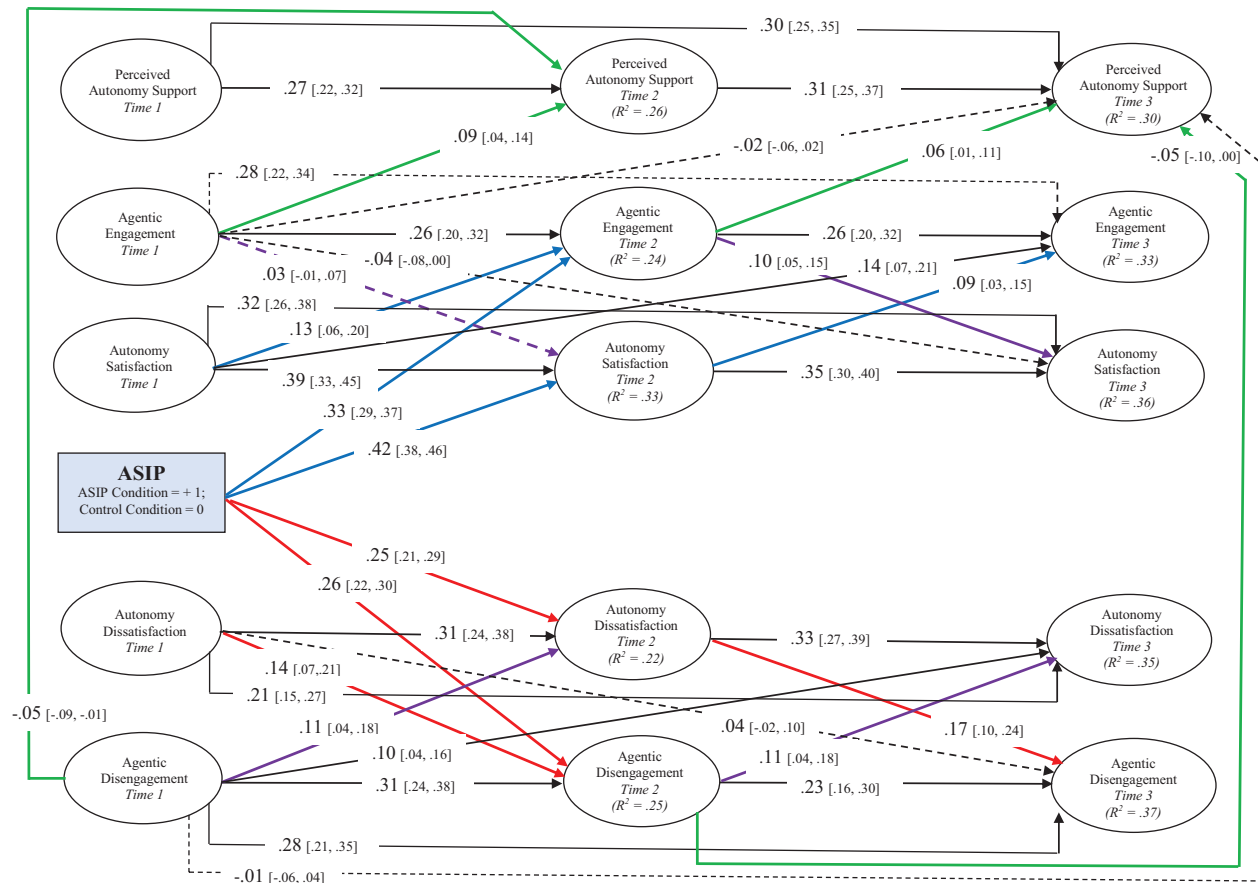 .30 [.25, .35]
Perceived
Autonomy Support
Time 1
.27 [.22, .32]
Perceived
Autonomy Support
Time 2
(R² = .26)
.31 [.25, .37]
Perceived
Autonomy Support
Time 3
(R² = .30)
.09 [.04, .14]
-.02 [-.06, .02]
.06 [.01, .11]
-.05 [-.10, .00]
.28 [.22, .34]
Agentic
Engagement
Time 1
.26 [.20, .32]
Agentic
Engagement
Time 2
(R² = .24)
.26 [.20, .32]
Agentic
Engagement
Time 3
(R² = .33)
.03 [-.01, .07]
-.04 [-.08,.00]
.10 [.05, .15]
.14 [.07, .21]
.09 [.03, .15]
.32 [.26, .38]
.13 [.06, .20]
Autonomy
Satisfaction
Time 1
.39 [.33, .45]
Autonomy
Satisfaction
Time 2
(R² = .33)
.35 [.30, .40]
Autonomy
Satisfaction
Time 3
(R² = .36)
.33 [.29, .37]
.42 [.38, .46]
ASIP
ASIP Condition = + 1;
Control Condition = 0
.25 [.21, .29]
.26 [.22, .30]
Autonomy
Dissatisfaction
Time 1
.31 [.24, .38]
Autonomy
Dissatisfaction
Time 2
(R² = .22)
.33 [.27, .39]
Autonomy
Dissatisfaction
Time 3
(R² = .35)
.14 [.07,.21]
.21 [.15, .27]
-.05 [-.09, -.01]
.11 [.04, .18]
.10 [.04, .16]
.04 [-.02, .10]
.17 [.10, .24]
.11 [.04, .18]
Agentic
Disengagement
Time 1
.31 [.24, .38]
Agentic
Disengagement
Time 2
(R² = .25)
.23 [.16, .30]
Agentic
Disengagement
Time 3
(R² = .37)
.28 [.21, .35]
-.01 [-.06, .04]